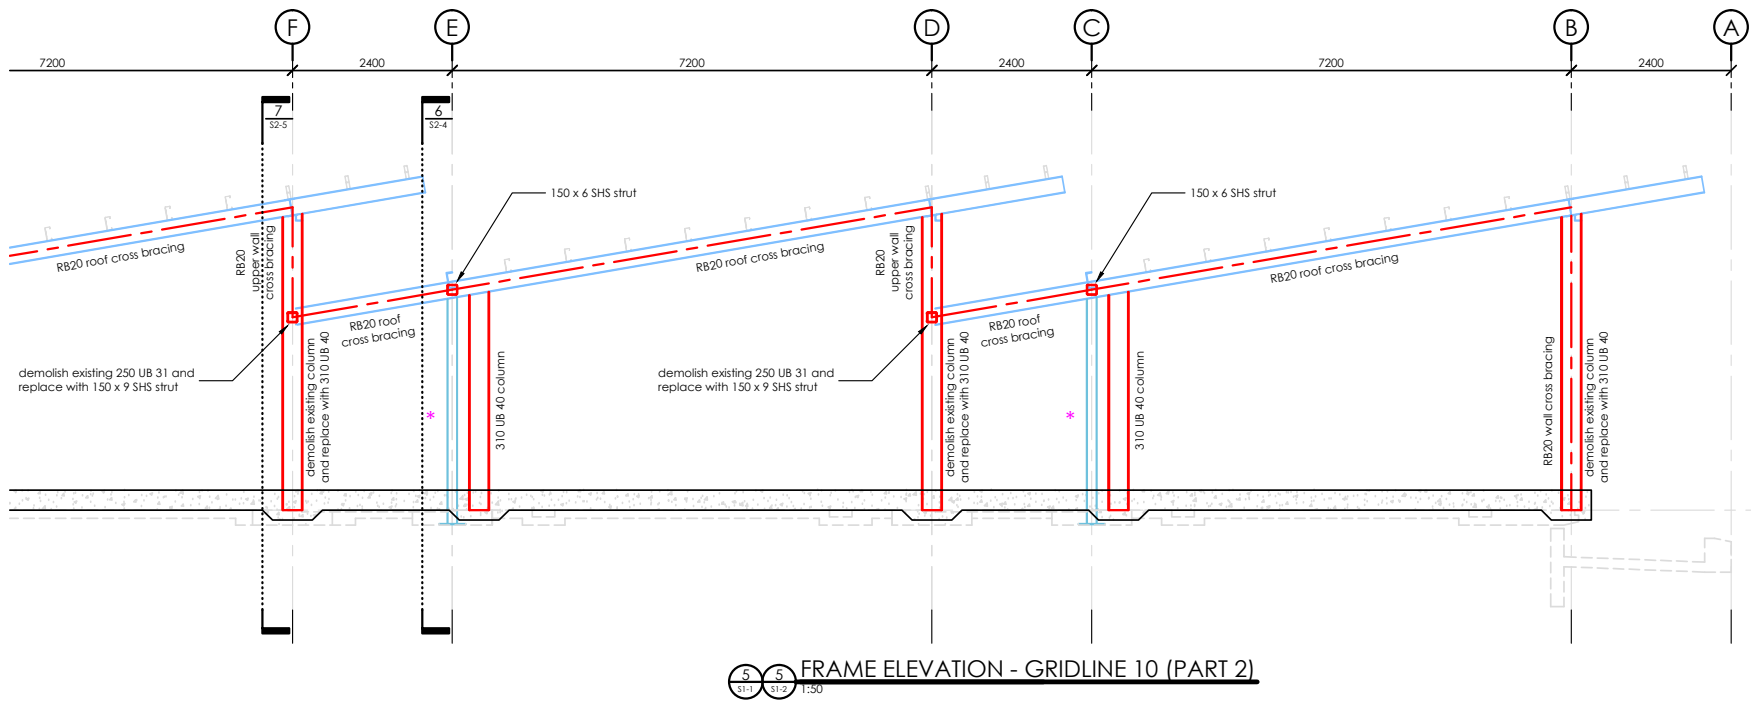 F
E
D
C
B
A
7200
2400
7200
2400
7200
2400
7
S2-5
6
S2-4
150 x 6 SHS strut
150 x 6 SHS strut
RB20 roof cross bracing
RB20
upper wall
cross bracing
RB20 roof cross bracing
RB20
upper wall
cross bracing
RB20 roof cross bracing
RB20 roof
cross bracing
RB20 roof
cross bracing
demolish existing 250 UB 31 and
replace with 150 x 9 SHS strut
demolish existing column
and replace with 310 UB 40
*
310 UB 40 column
demolish existing 250 UB 31 and
replace with 150 x 9 SHS strut
demolish existing column
and replace with 310 UB 40
*
310 UB 40 column
RB20 wall cross bracing
demolish existing column
and replace with 310 UB 40
5
S1-1
5
S1-2
FRAME ELEVATION - GRIDLINE 10 (PART 2)
1:50